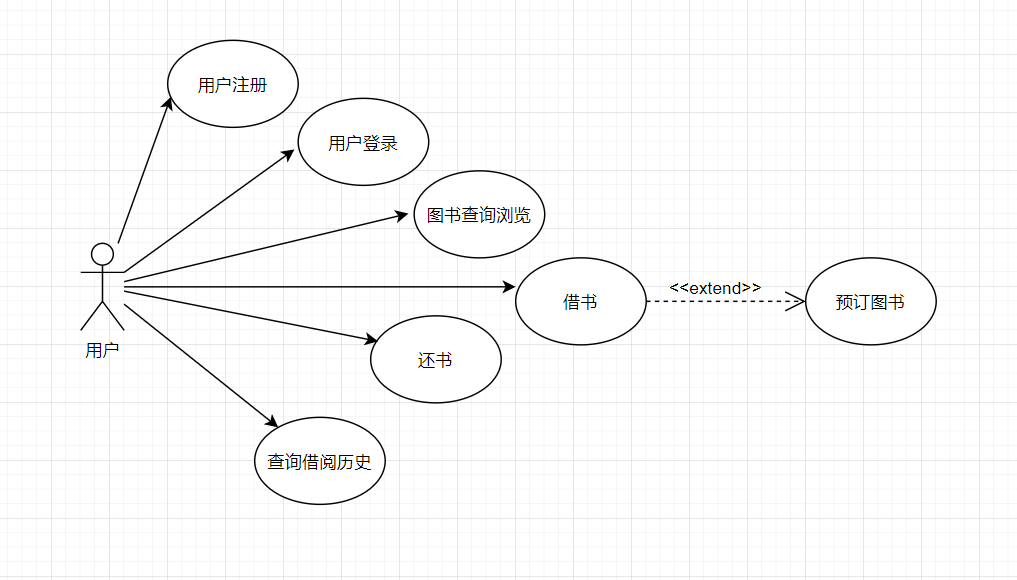 用户注册
用户登录
图书查询浏览
<<extend>>
借书
预订图书
用户
还书
查询借阅历史